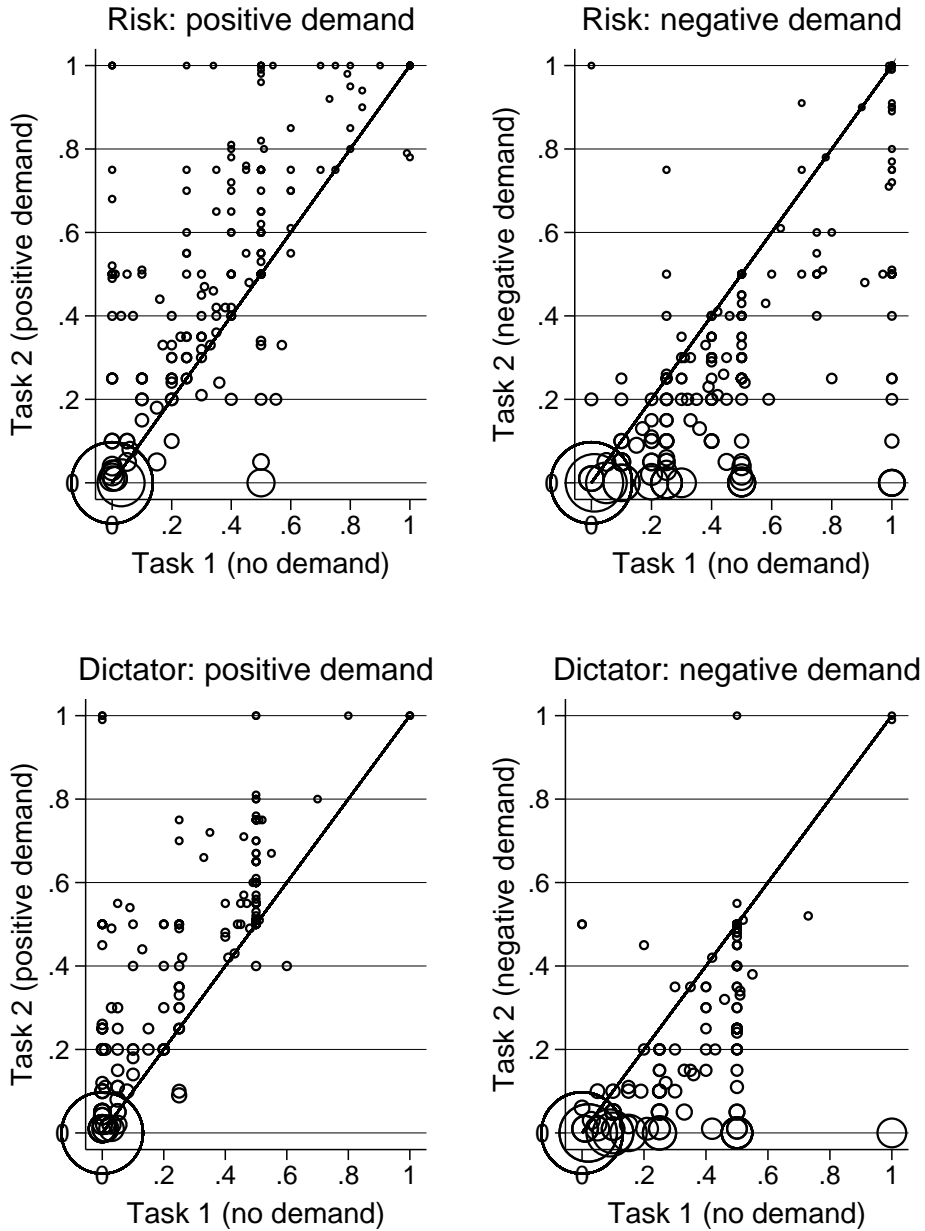 Risk: positive demand
Task 2 (positive demand)
1
.8
.6
.4
.2
0
0 .2 .4 .6 .8 1
Task 1 (no demand)
Risk: negative demand
Task 2 (negative demand)
1
.8
.6
.4
.2
0
0 .2 .4 .6 .8 1
Task 1 (no demand)
Dictator: positive demand
Task 2 (positive demand)
1
.8
.6
.4
.2
0
0 .2 .4 .6 .8 1
Task 1 (no demand)
Dictator: negative demand
Task 2 (negative demand)
1
.8
.6
.4
.2
0
0 .2 .4 .6 .8 1
Task 1 (no demand)